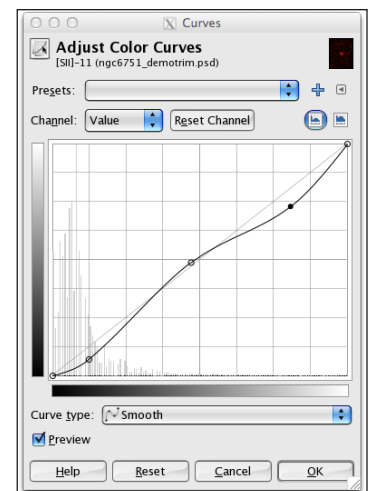 Curves
Adjust Color Curves
[SII]-11 (ngc6751_demotrim.psd)
Presets:
Channel: Value Reset Channel
Curve type: Smooth
Preview
Help Reset Cancel OK